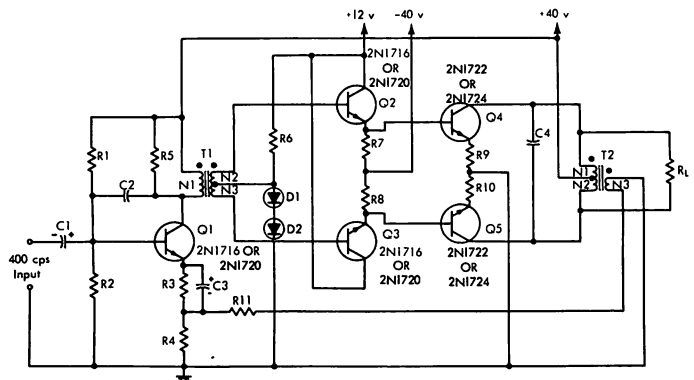 +12 v
-40 v
+40 v
2N1716
OR
2N1720
2N1722
OR
2N1724
Q2
Q4
R1
R5
T1
R6
R7
R9
C4
T2
N1
N2
N3
N1
N2
N3
RL
C2
D1
R8
R10
C1
- +
Q1
D2
Q3
Q5
400 cps
Input
2N1716
OR
2N1720
2N1716
OR
2N1720
2N1722
OR
2N1724
R2
R3
+
C3
-
R11
R4